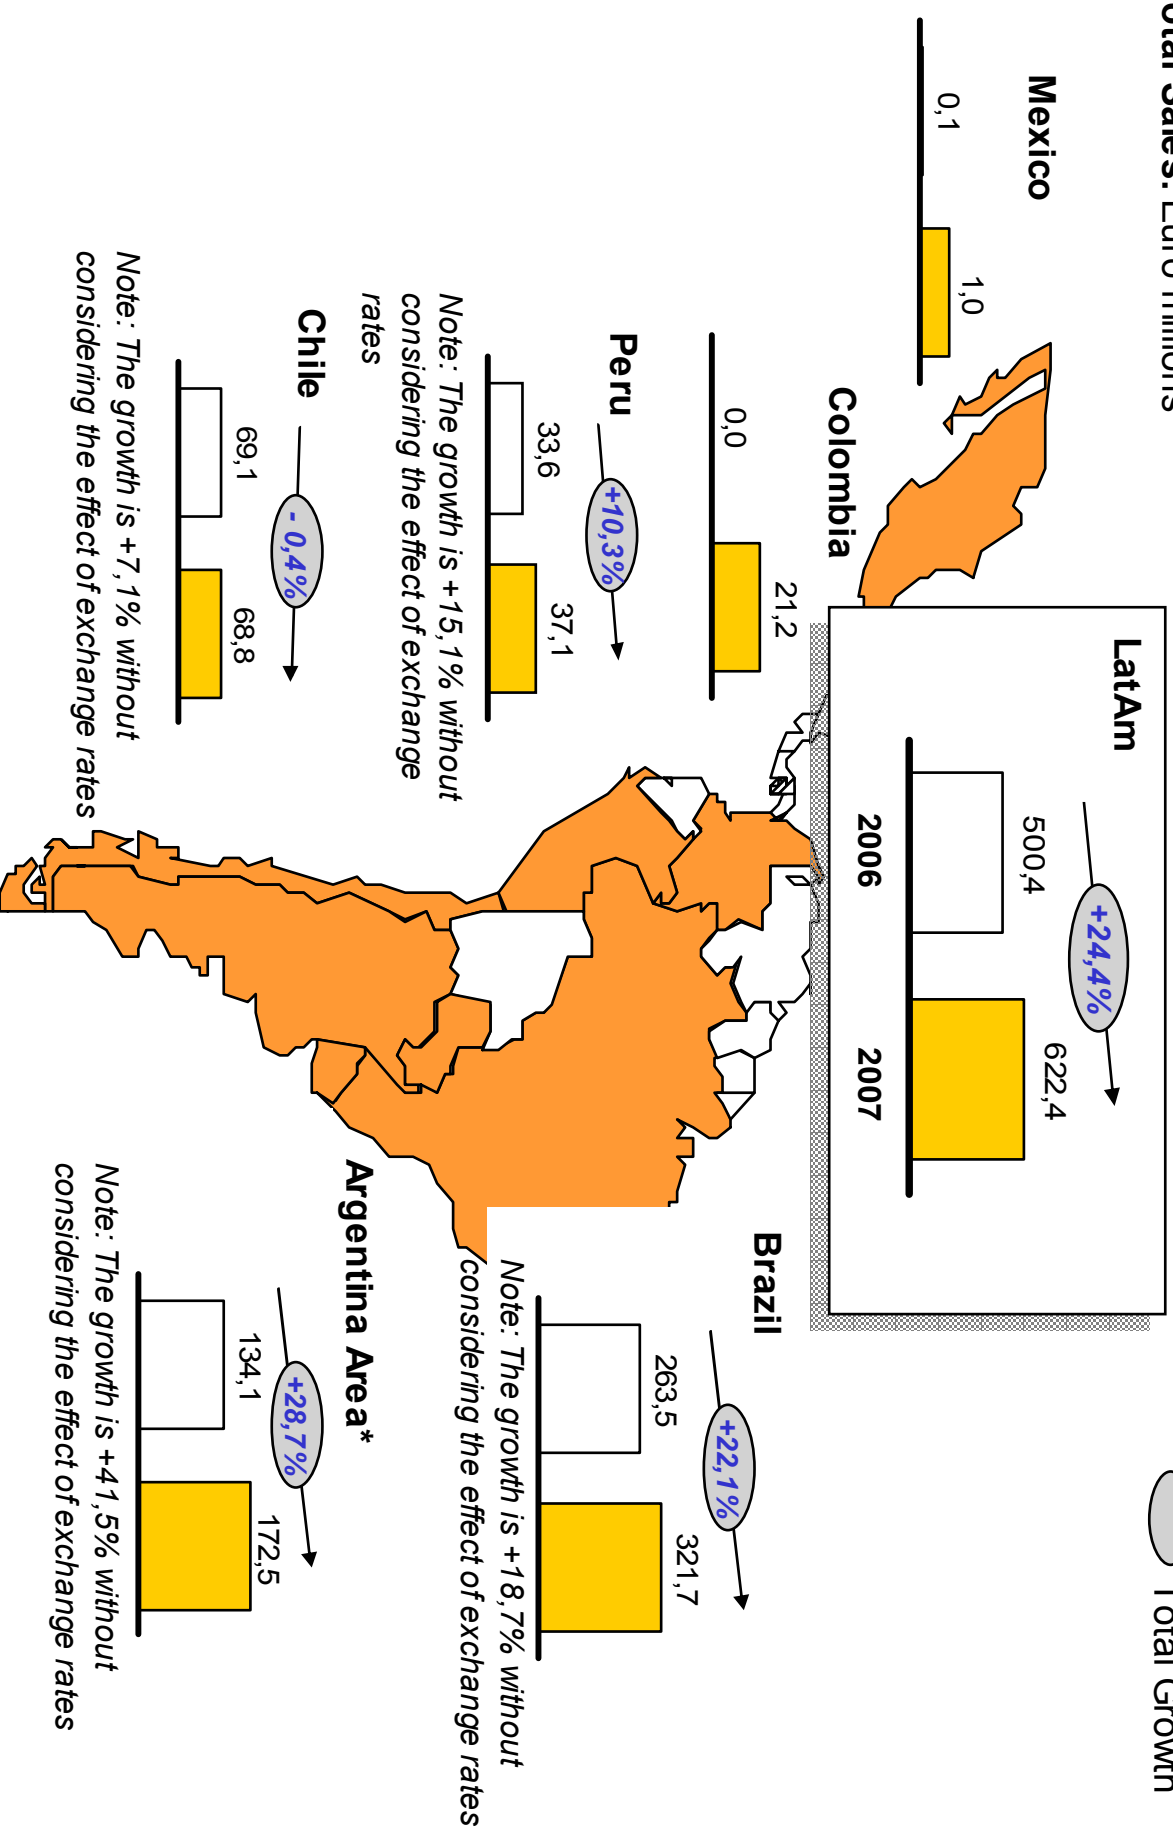 Total Sales: Euro millions
Total Growth
Mexico
0,1
1,0
LatAm
+24,4%
500,4
622,4
2006
2007
Colombia
0,0
21,2
Brazil
+22,1%
263,5
321,7
Note: The growth is +18,7% without
considering the effect of exchange rates
Peru
+10,3%
33,6
37,1
Note: The growth is +15,1% without
considering the effect of exchange
rates
Argentina Area*
+28,7%
134,1
172,5
Note: The growth is +41,5% without
considering the effect of exchange rates
Chile
- 0,4%
69,1
68,8
Note: The growth is +7,1% without
considering the effect of exchange rates